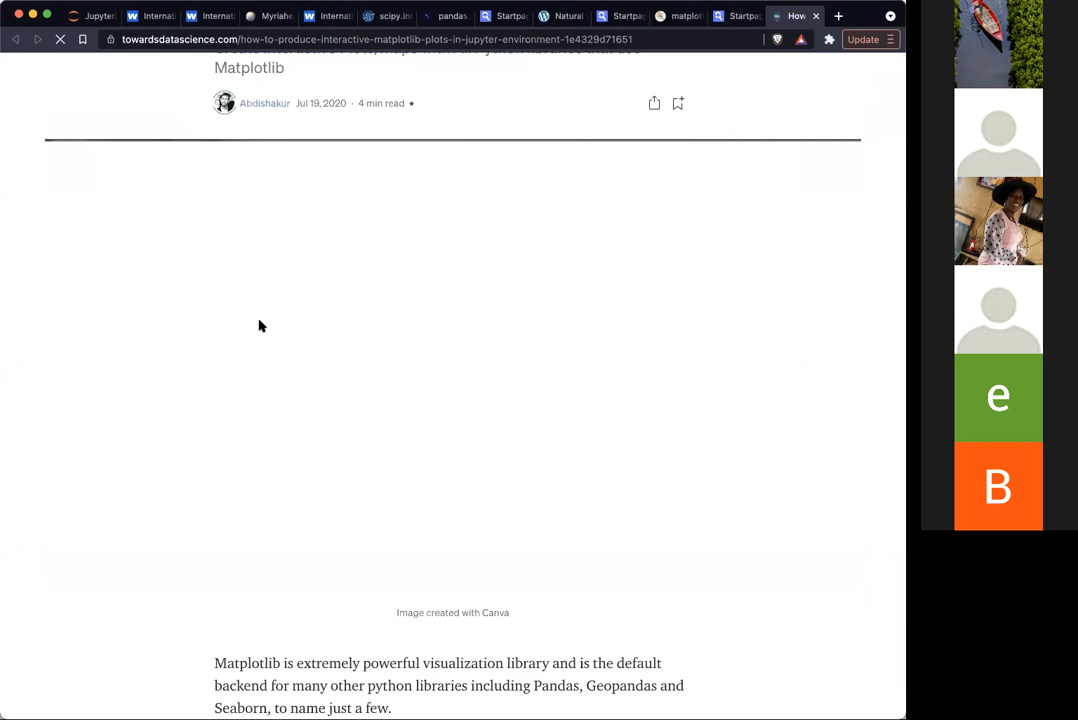 Jupyter
Internat
Internat
Myriahe
Internat
scipy.int
pandas.
Startpa
Natural
Startpa
matplot
Startpa
How
towardsdatascience.com/how-to-produce-interactive-matplotlib-plots-in-jupyter-environment-1e4329d71651
Update
Matplotlib
Abdishakur Jul 19, 2020 · 4 min read ★
Image created with Canva
Matplotlib is extremely powerful visualization library and is the default
backend for many other python libraries including Pandas, Geopandas and
Seaborn, to name just a few.
e
B